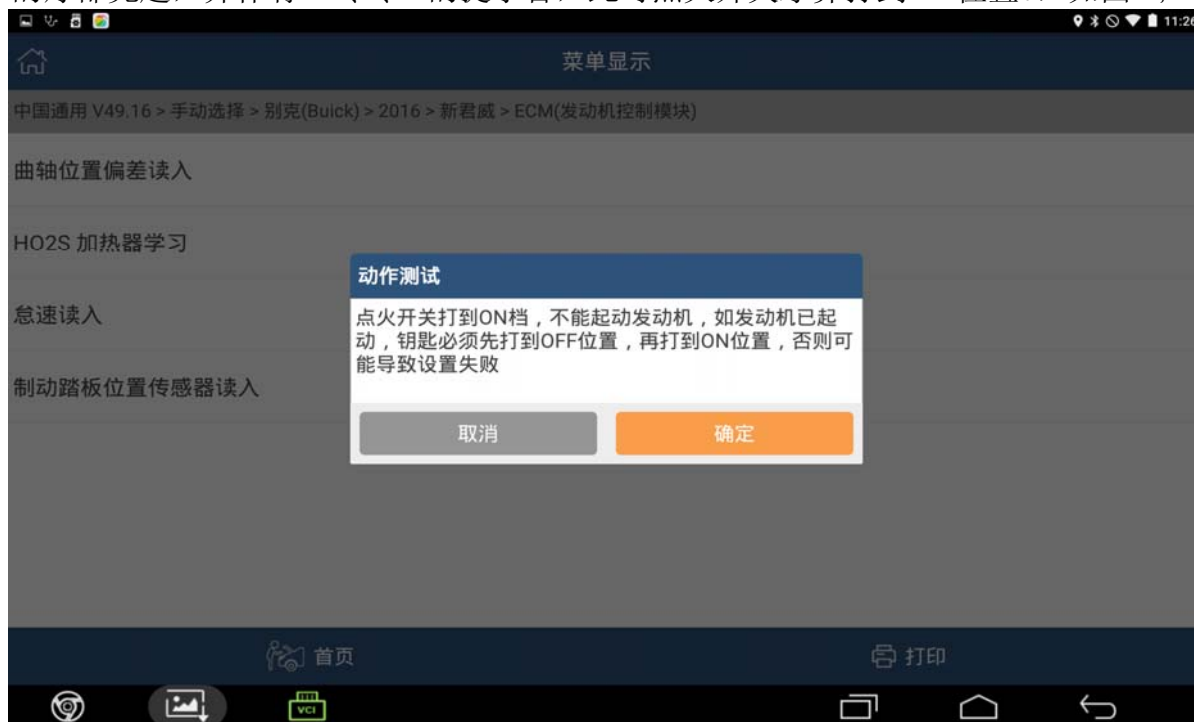 11:26
菜单显示
中国通用 V49.16 > 手动选择 > 别克(Buick) > 2016 > 新君威 > ECM(发动机控制模块)
曲轴位置偏差读入
HO2S 加热器学习
动作测试
怠速读入
点火开关打到ON档，不能起动发动机，如发动机已起
动，钥匙必须先打到OFF位置，再打到ON位置，否则可
能导致设置失败
制动踏板位置传感器读入
取消
确定
首页
打印
VCI